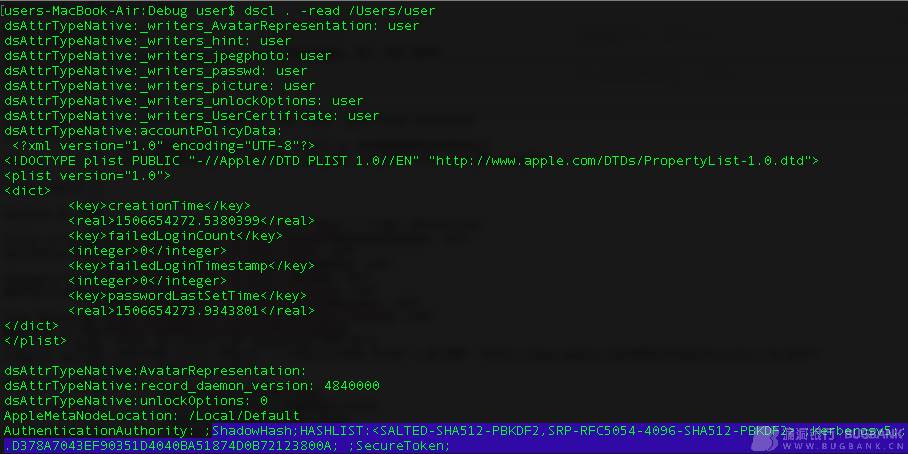 [users-MacBook-Air:Debug user$ dscl . -read /Users/user
dsAttrTypeNative:_writers_AvatarRepresentation: user
dsAttrTypeNative:_writers_hint: user
dsAttrTypeNative:_writers_jpegphoto: user
dsAttrTypeNative:_writers_passwd: user
dsAttrTypeNative:_writers_picture: user
dsAttrTypeNative:_writers_unlockOptions: user
dsAttrTypeNative:_writers_UserCertificate: user
dsAttrTypeNative:accountPolicyData:
<?xml version="1.0" encoding="UTF-8"?>
<!DOCTYPE plist PUBLIC "-//Apple//DTD PLIST 1.0//EN" "http://www.apple.com/DTDs/PropertyList-1.0.dtd">
<plist version="1.0">
<dict>
<key>creationTime</key>
<real>1506654272.5380399</real>
<key>failedLoginCount</key>
<integer>0</integer>
<key>failedLoginTimestamp</key>
<integer>0</integer>
<key>passwordLastSetTime</key>
<real>1506654273.9343801</real>
</dict>
</plist>
dsAttrTypeNative:AvatarRepresentation:
dsAttrTypeNative:record_daemon_version: 4840000
dsAttrTypeNative:unlockOptions: 0
AppleMetaNodeLocation: /Local/Default
AuthenticationAuthority: ;ShadowHash;HASHLIST:<SALTED-SHA512-PBKDF2,SRP-RFC5054-4096-SHA512-PBKDF2> ;Kerberosv5;;
.D378A7043EF90351D4040BA51874D0B72123800A; ;SecureToken;
BUGBANK
WWW.BUGBANK.CN